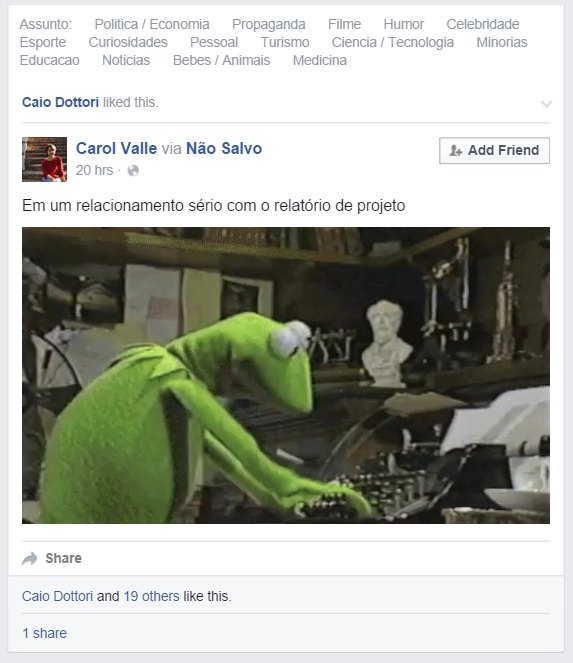 Assunto: Politica / Economia Propaganda Filme Humor Celebridade
Esporte Curiosidades Pessoal Turismo Ciencia / Tecnologia Minorias
Educacao Noticias Bebes / Animais Medicina
Caio Dottori liked this.
Carol Valle via Não Salvo
Add Friend
20 hrs ·
Em um relacionamento sério com o relatório de projeto
Share
Caio Dottori and 19 others like this.
1 share